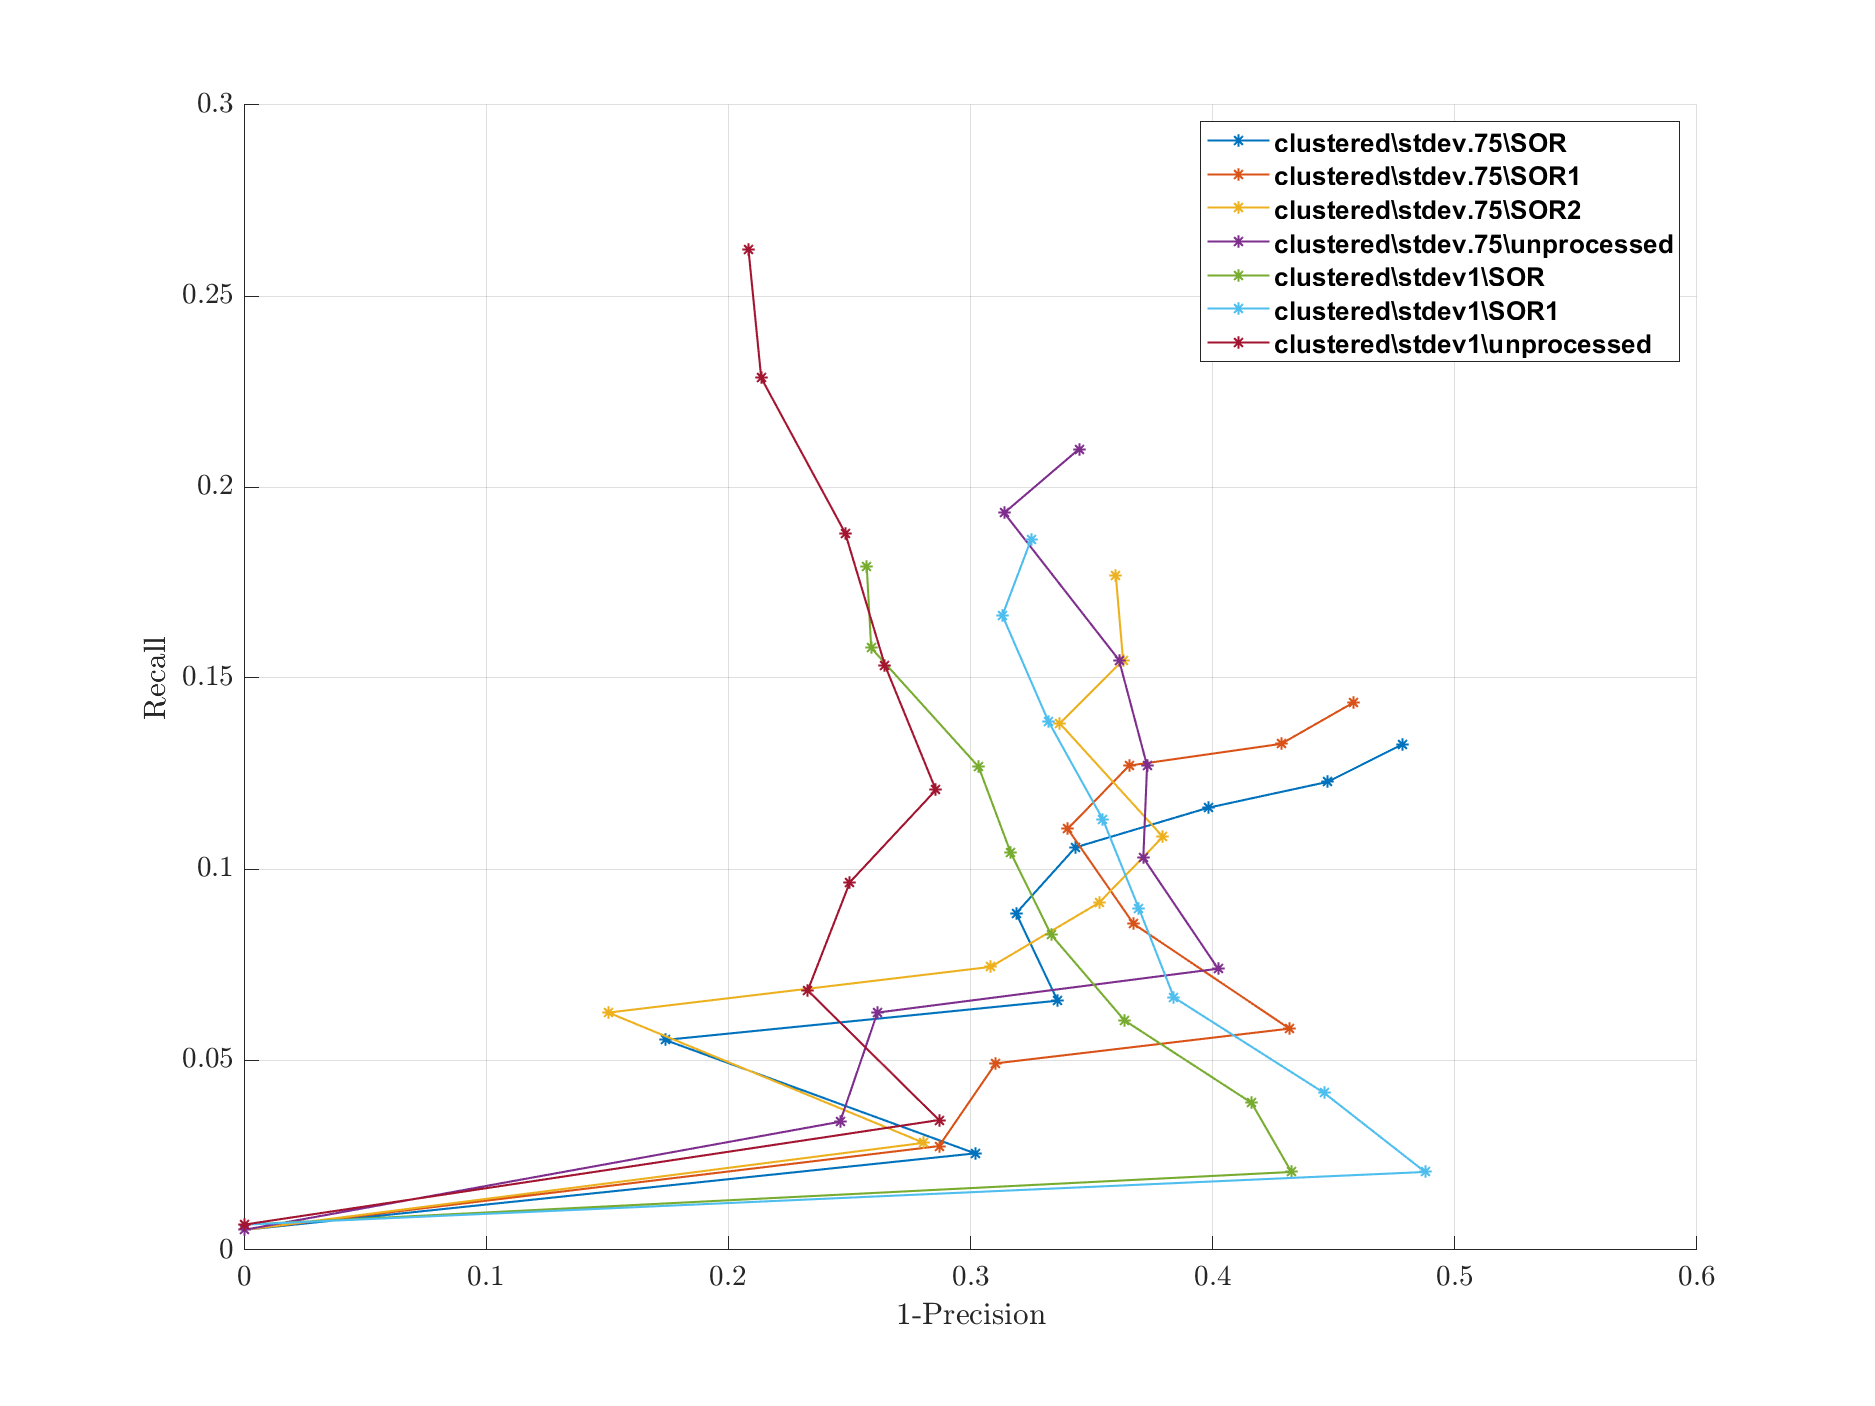 0.3
0.25
0.2
0.15
0.1
0.05
0
Recall
clustered\stdev.75\SOR
clustered\stdev.75\SOR1
clustered\stdev.75\SOR2
clustered\stdev.75\unprocessed
clustered\stdev1\SOR
clustered\stdev1\SOR1
clustered\stdev1\unprocessed
0 0.1 0.2 0.3 0.4 0.5 0.6
1-Precision